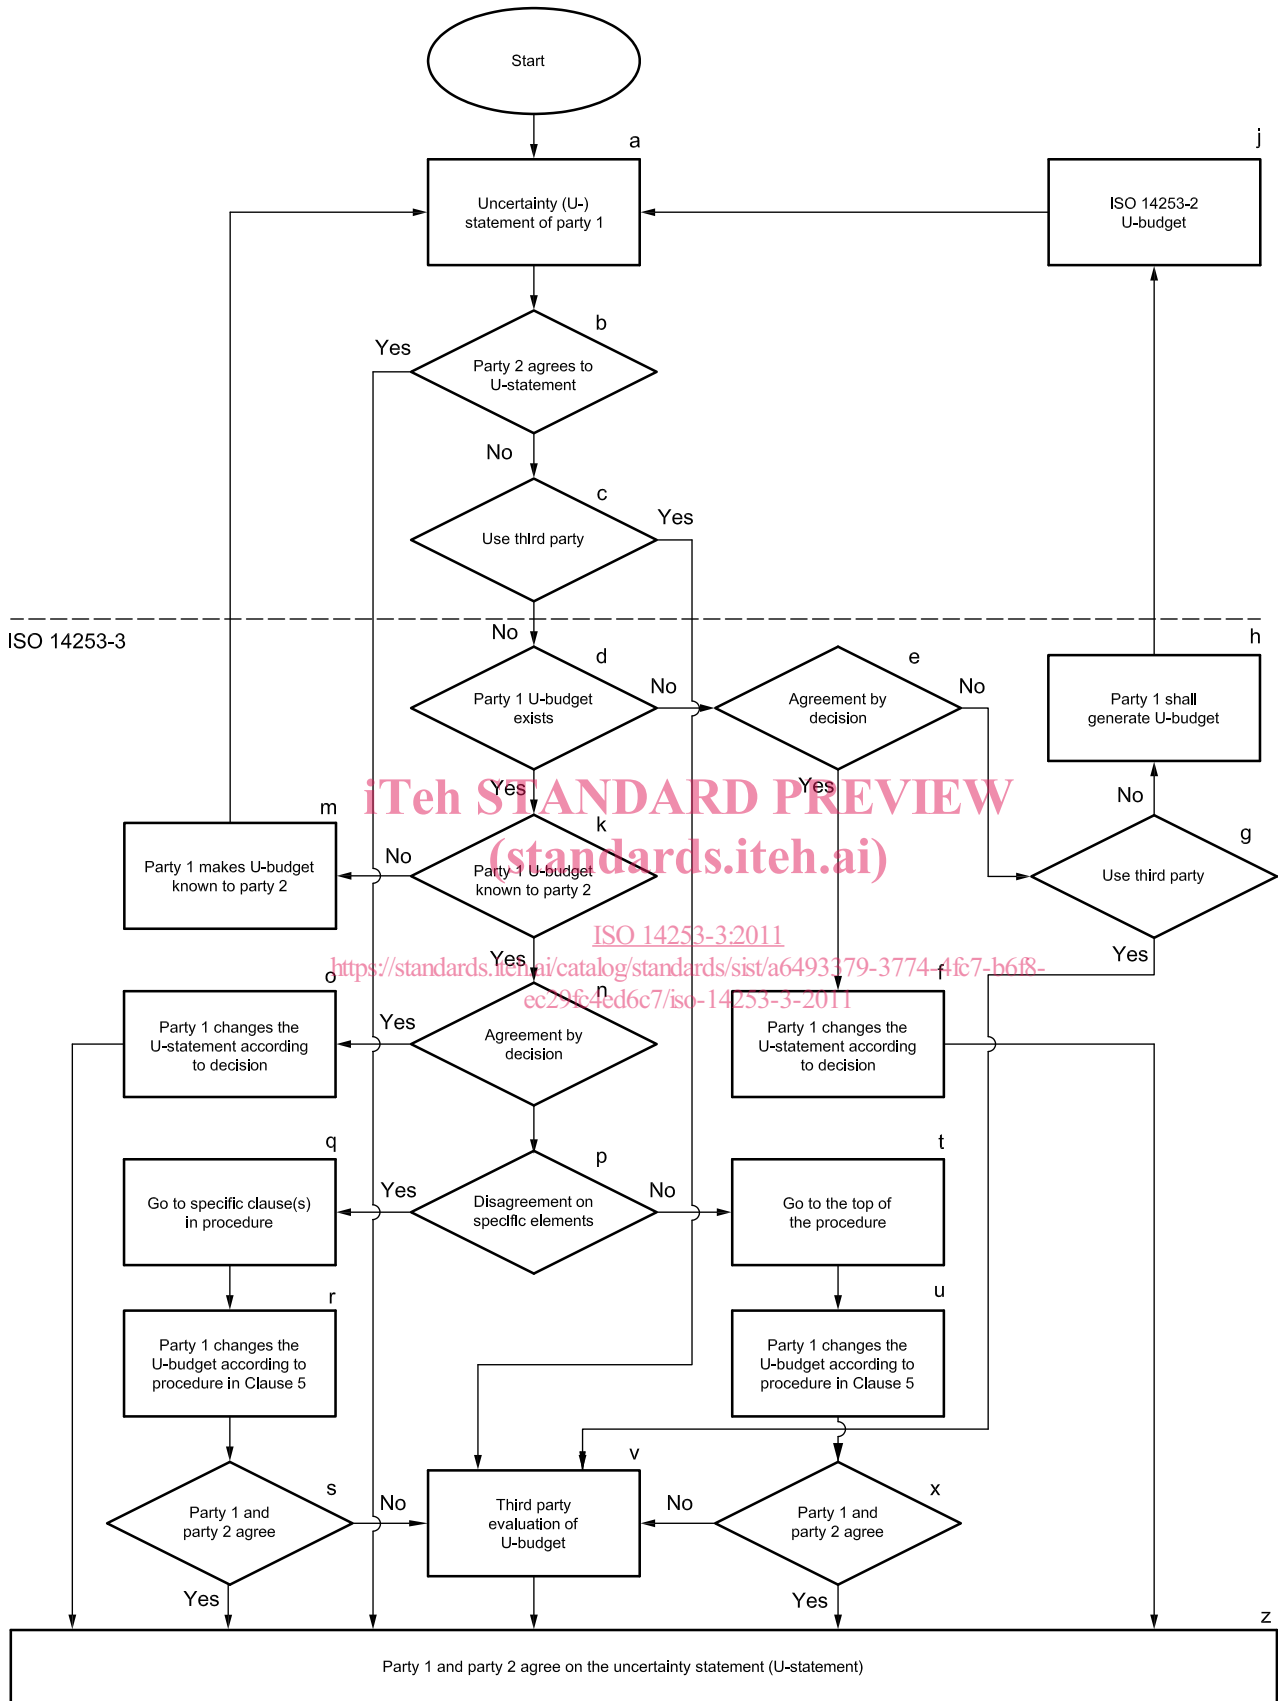 Start
a
Uncertainty (U-)
statement of party 1
j
ISO 14253-2
U-budget
b
Yes
Party 2 agrees to
U-statement
No
c
Yes
Use third party
No
ISO 14253-3
d
Party 1 U-budget
exists
No
e
Agreement by
decision
No
h
Party 1 shall
generate U-budget
Yes
Yes
iTeh STANDARD PREVIEW
(standards.iteh.ai)
m
Party 1 makes U-budget
known to party 2
No
k
Party 1 U-budget
known to party 2
No
g
Use third party
Yes
Yes
ISO 14253-3:2011
https://standards.iteh.ai/catalog/standards/sist/a6493379-3774-4fc7-b6f8-
ec29fc4ed6c7/iso-14253-3-2011
o
Party 1 changes the
U-statement according
to decision
Yes
n
Agreement by
decision
f
Party 1 changes the
U-statement according
to decision
q
Go to specific clause(s)
in procedure
Yes
p
Disagreement on
specific elements
No
t
Go to the top of
the procedure
r
Party 1 changes the
U-budget according to
procedure in Clause 5
u
Party 1 changes the
U-budget according to
procedure in Clause 5
s
Party 1 and
party 2 agree
No
v
Third party
evaluation of
U-budget
No
x
Party 1 and
party 2 agree
Yes
Yes
z
Party 1 and party 2 agree on the uncertainty statement (U-statement)